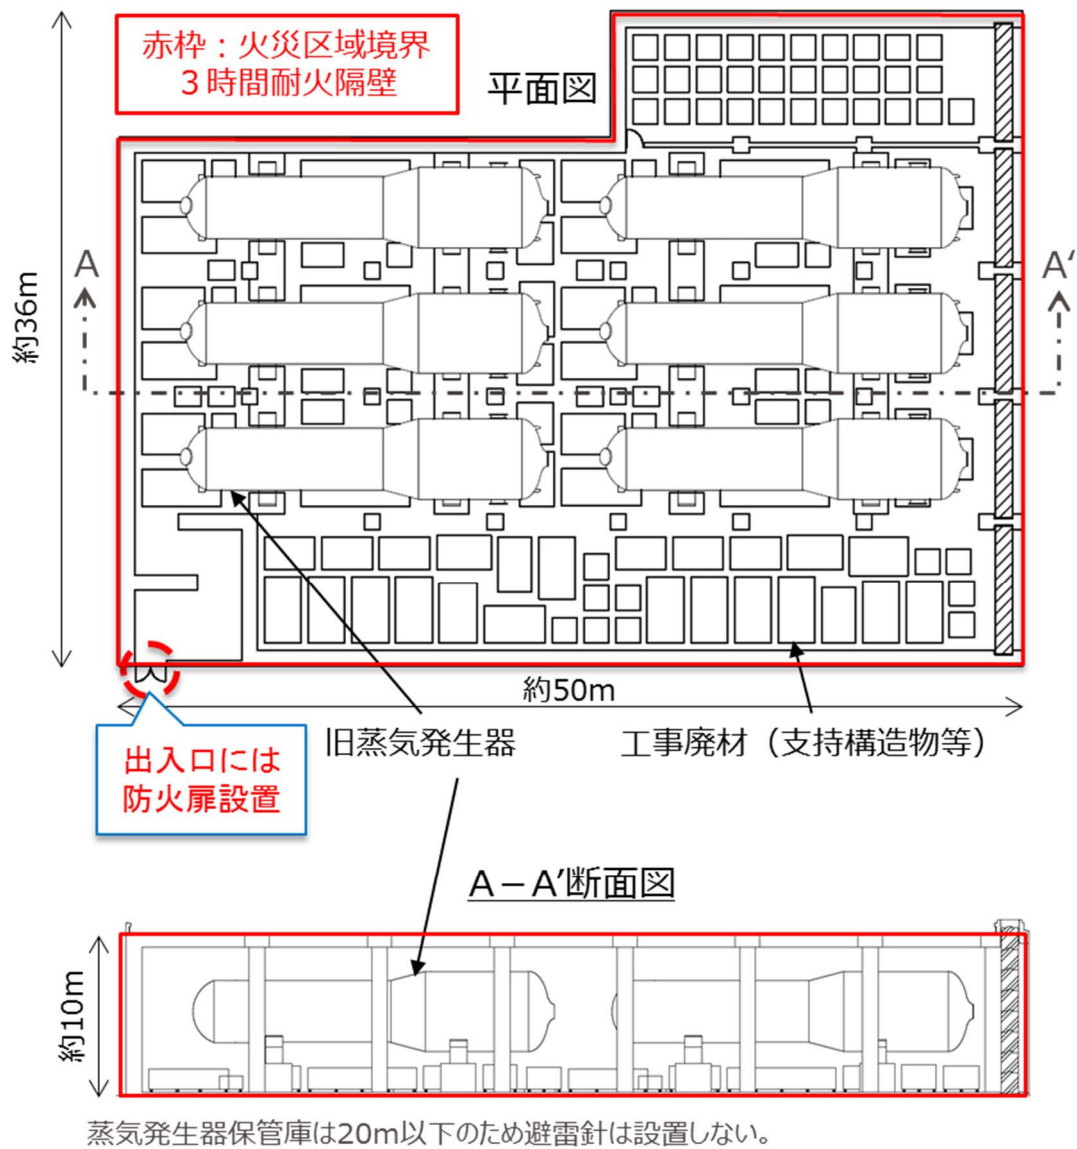 赤枠：火災区域境界
３時間耐火隔壁
平面図
A
A‘
約36m
約50m
出入口には
防火扉設置
旧蒸気発生器
工事廃材（支持構造物等）
A－A’断面図
約10m
蒸気発生器保管庫は20m以下のため避雷針は設置しない。